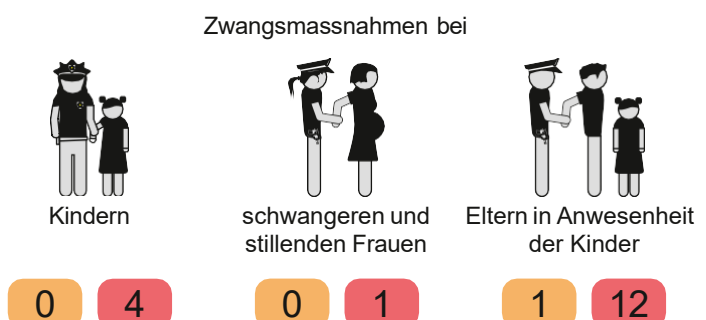 Zwangsmassnahmen bei
Kindern
schwangeren und
stillenden Frauen
Eltern in Anwesenheit
der Kinder
0 4 0 1 1 12